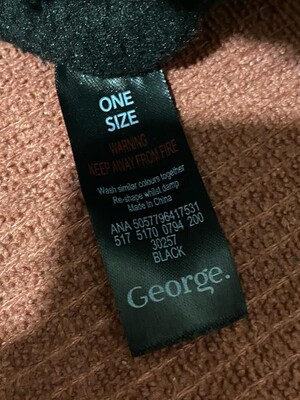 ONE
SIZE
WARNING
KEEP AWAY FROM FIRE
Wash similar colours together
Re-shape whilst damp
Made in China
ANA 5057796417531
517 5170 0794 200
30257
BLACK
George.